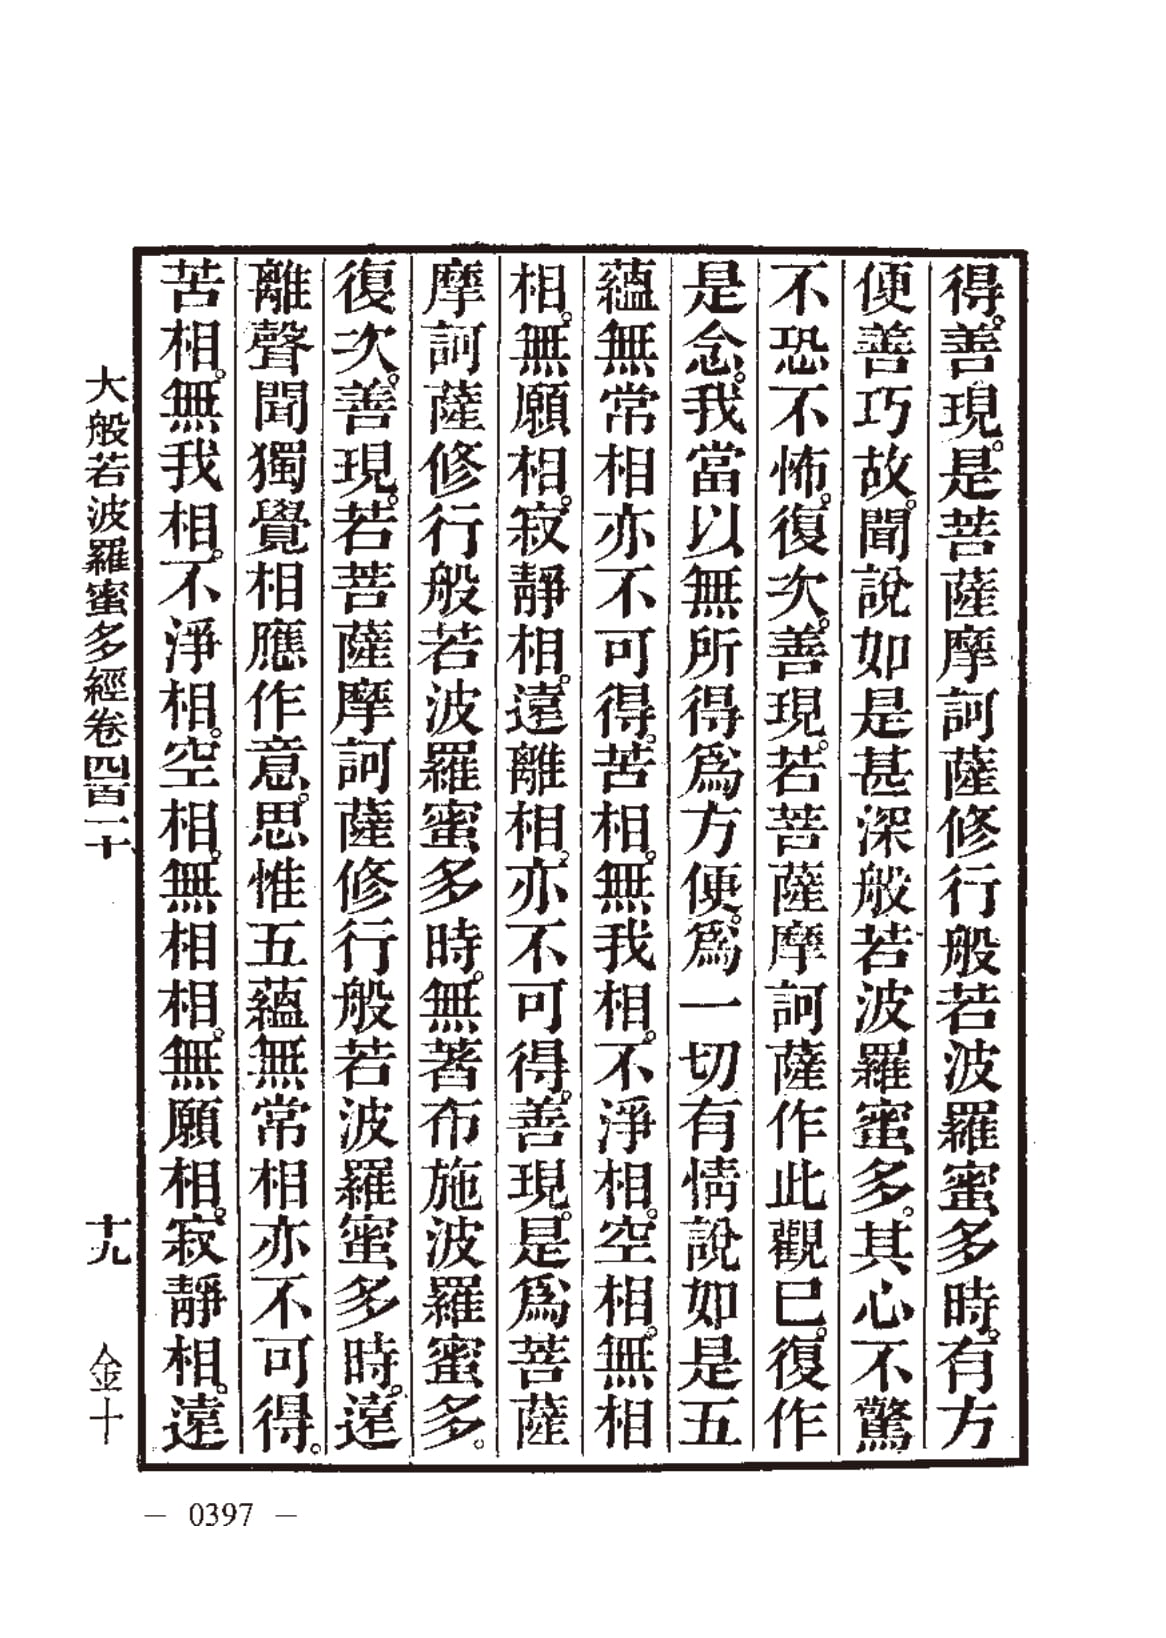 得。善現。是菩薩摩訶薩修行般若波羅蜜多時。有方
便善巧故。聞說如是甚深般若波羅蜜多。其心不驚
不恐不怖。復次。善現。若菩薩摩訶薩作此觀已。復作
是念。我當以無所得爲方便。爲一切有情說如是五
蘊無常相亦不可得。苦相。無我相。不淨相。空相。無相
相。無願相。寂靜相。遠離相。亦不可得。善現。是爲菩薩
摩訶薩修行般若波羅蜜多時。無著布施波羅蜜多。
復次。善現。若菩薩摩訶薩修行般若波羅蜜多時。遠
離聲聞獨覺相應作意。思惟五蘊無常相亦不可得。
苦相。無我相。不淨相。空相。無相相。無願相。寂靜相。遠
大般若波羅蜜多經卷四百一十 十九 金十
— 0397 —